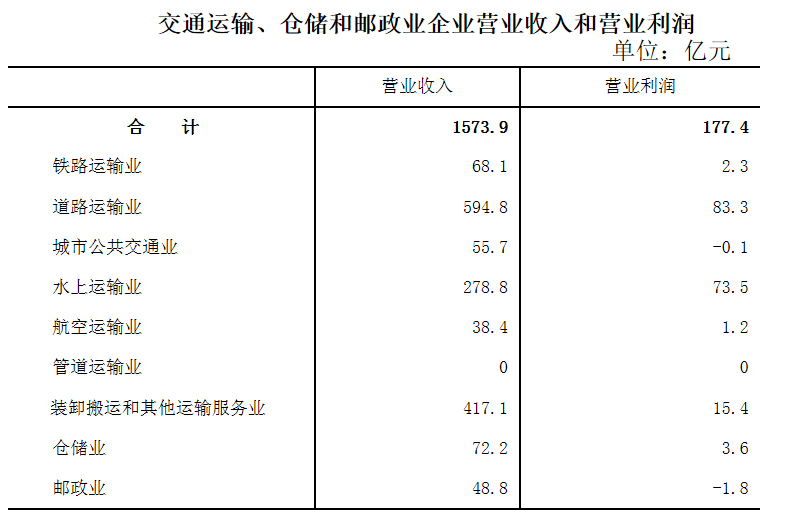 交通运输、仓储和邮政业企业营业收入和营业利润
单位：亿元
营业收入 营业利润
合 计 1573.9 177.4
铁路运输业 68.1 2.3
道路运输业 594.8 83.3
城市公共交通业 55.7 -0.1
水上运输业 278.8 73.5
航空运输业 38.4 1.2
管道运输业 0 0
装卸搬运和其他运输服务业 417.1 15.4
仓储业 72.2 3.6
邮政业 48.8 -1.8